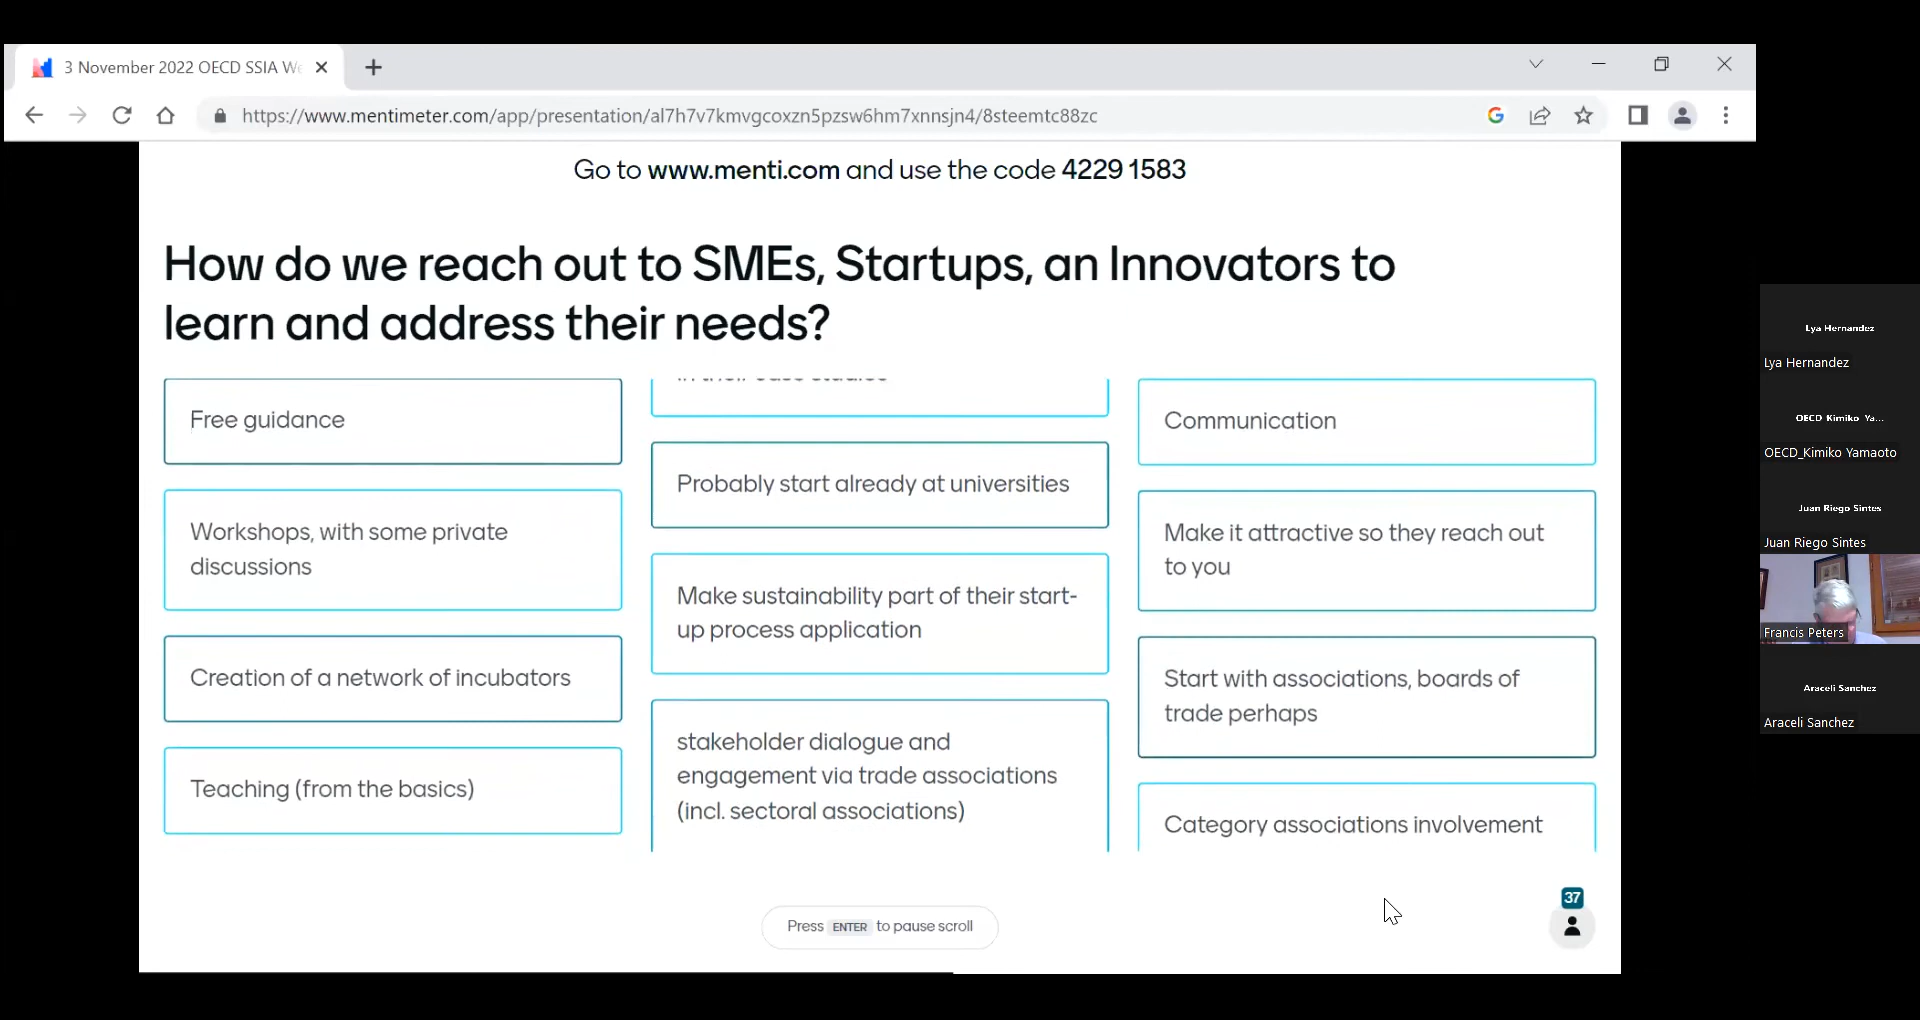 3 November 2022 OECD SSIA We
https://www.mentimeter.com/app/presentation/al7h7v7kmvgcoxzn5pzsw6hm7xnnsjn4/8steemtc88zc
Go to www.menti.com and use the code 4229 1583
How do we reach out to SMEs, Startups, an Innovators to
learn and address their needs?
Free guidance
Workshops, with some private
discussions
Creation of a network of incubators
Teaching (from the basics)
Probably start already at universities
Make sustainability part of their start-
up process application
stakeholder dialogue and
engagement via trade associations
(incl. sectoral associations)
Communication
Make it attractive so they reach out
to you
Start with associations, boards of
trade perhaps
Category associations involvement
Press ENTER to pause scroll
37
Lya Hernandez
Lya Hernandez
OECD_Kimiko Ya...
OECD_Kimiko Yamaoto
Juan Riego Sintes
Juan Riego Sintes
Francis Peters
Araceli Sanchez
Araceli Sanchez